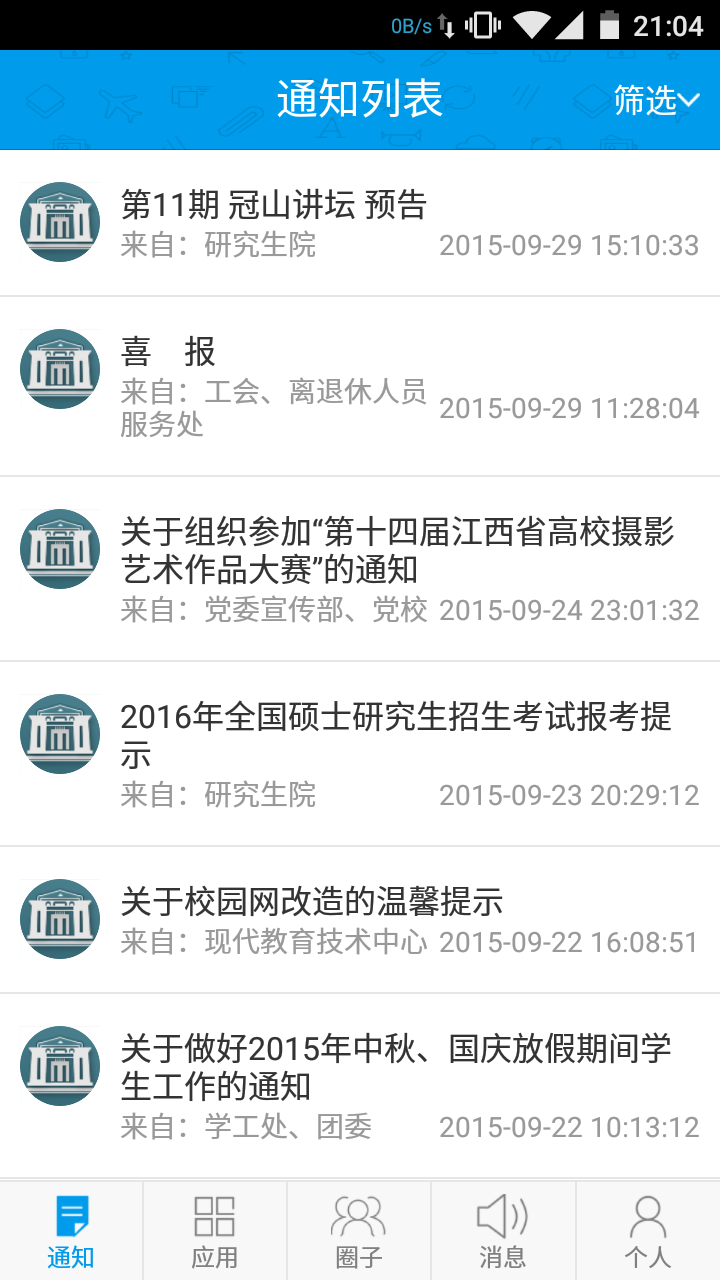 0B/s 21:04
通知列表
筛选
第11期 冠山讲坛 预告
来自：研究生院 2015-09-29 15:10:33
喜　报
来自：工会、离退休人员
服务处
2015-09-29 11:28:04
关于组织参加“第十四届江西省高校摄影
艺术作品大赛”的通知
来自：党委宣传部、党校 2015-09-24 23:01:32
2016年全国硕士研究生招生考试报考提
示
来自：研究生院 2015-09-23 20:29:12
关于校园网改造的温馨提示
来自：现代教育技术中心 2015-09-22 16:08:51
关于做好2015年中秋、国庆放假期间学
生工作的通知
来自：学工处、团委 2015-09-22 10:13:12
通知 应用 圈子 消息 个人